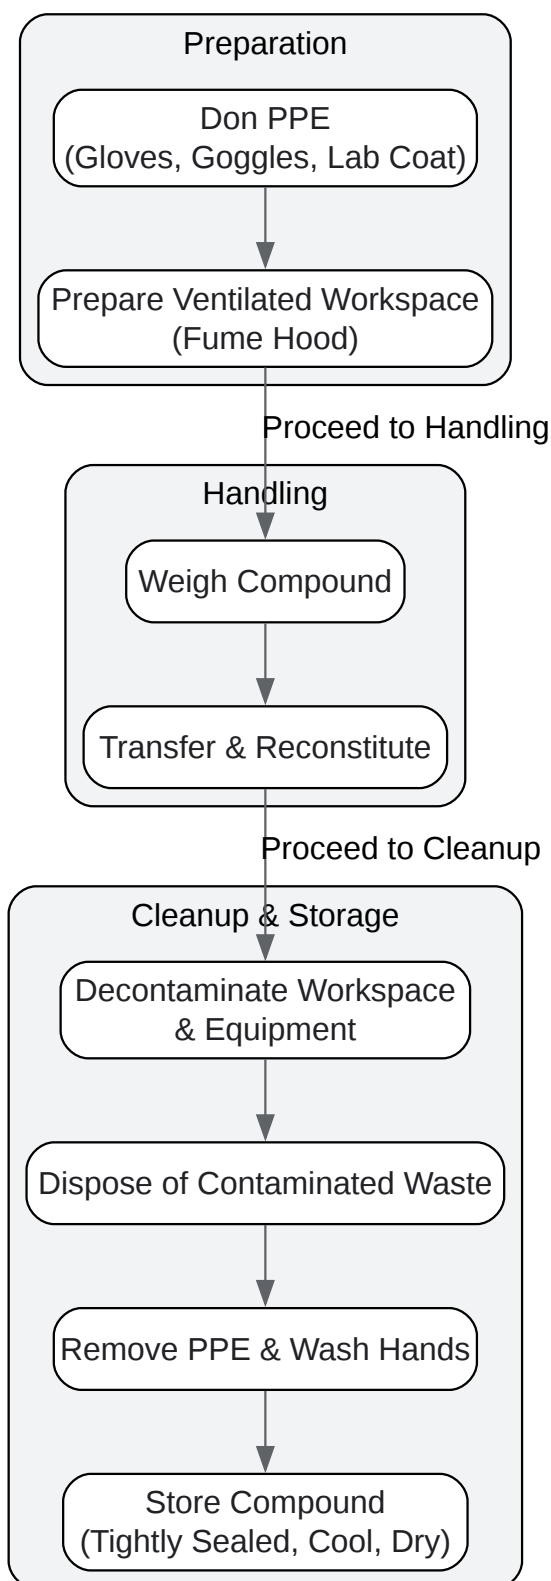 Preparation
Don PPE
(Gloves, Goggles, Lab Coat)
Prepare Ventilated Workspace
(Fume Hood)
Proceed to Handling
Handling
Weigh Compound
Transfer & Reconstitute
Proceed to Cleanup
Cleanup & Storage
Decontaminate Workspace
& Equipment
Dispose of Contaminated Waste
Remove PPE & Wash Hands
Store Compound
(Tightly Sealed, Cool, Dry)